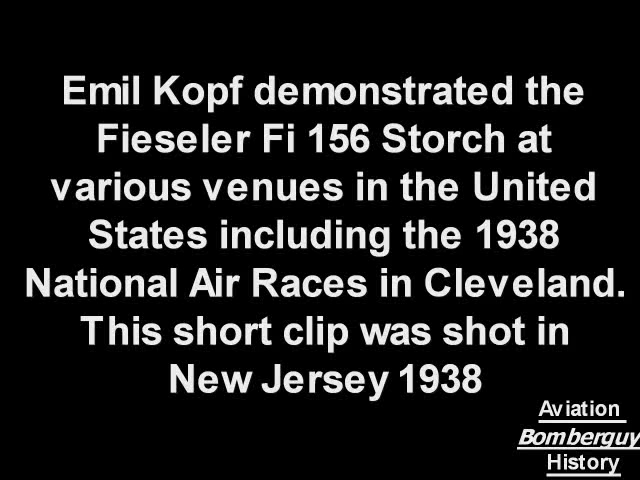 Emil Kopf demonstrated the
Fieseler Fi 156 Storch at
various venues in the United
States including the 1938
National Air Races in Cleveland.
This short clip was shot in
New Jersey 1938
Aviation
Bomberguy
History